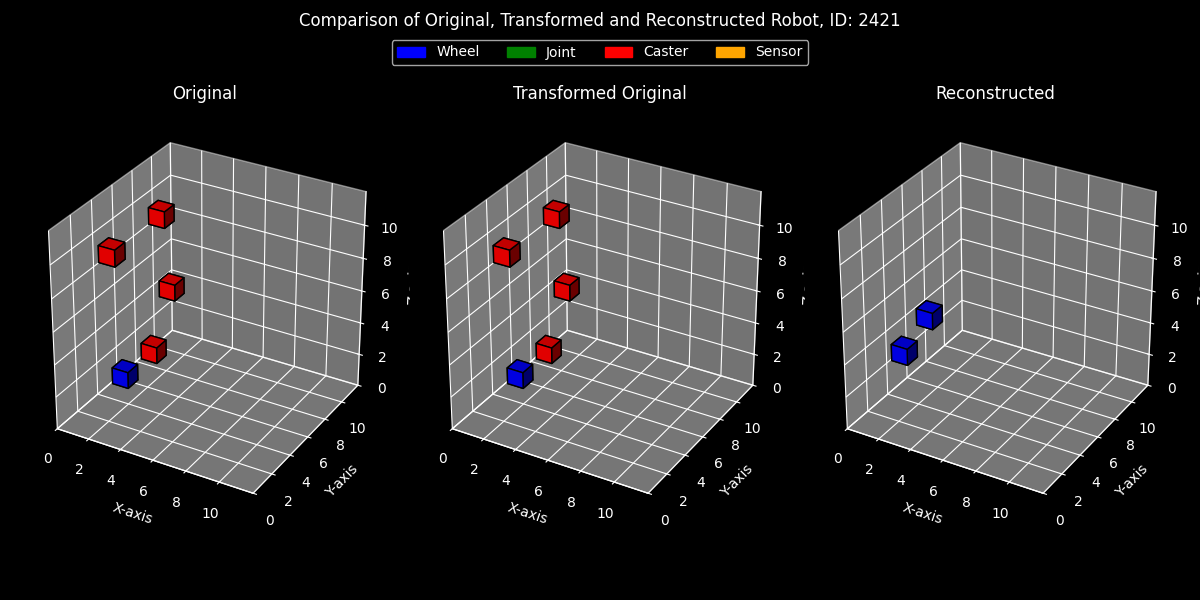 Comparison of Original, Transformed and Reconstructed Robot, ID: 2421
Wheel Joint Caster Sensor
Original
Transformed Original
Reconstructed
0 2 4 6 8 10
X-axis
0 2 4 6 8 10
Y-axis
0 2 4 6 8 10
0 2 4 6 8 10
X-axis
0 2 4 6 8 10
Y-axis
0 2 4 6 8 10
0 2 4 6 8 10
X-axis
0 2 4 6 8 10
Y-axis
0 2 4 6 8 10